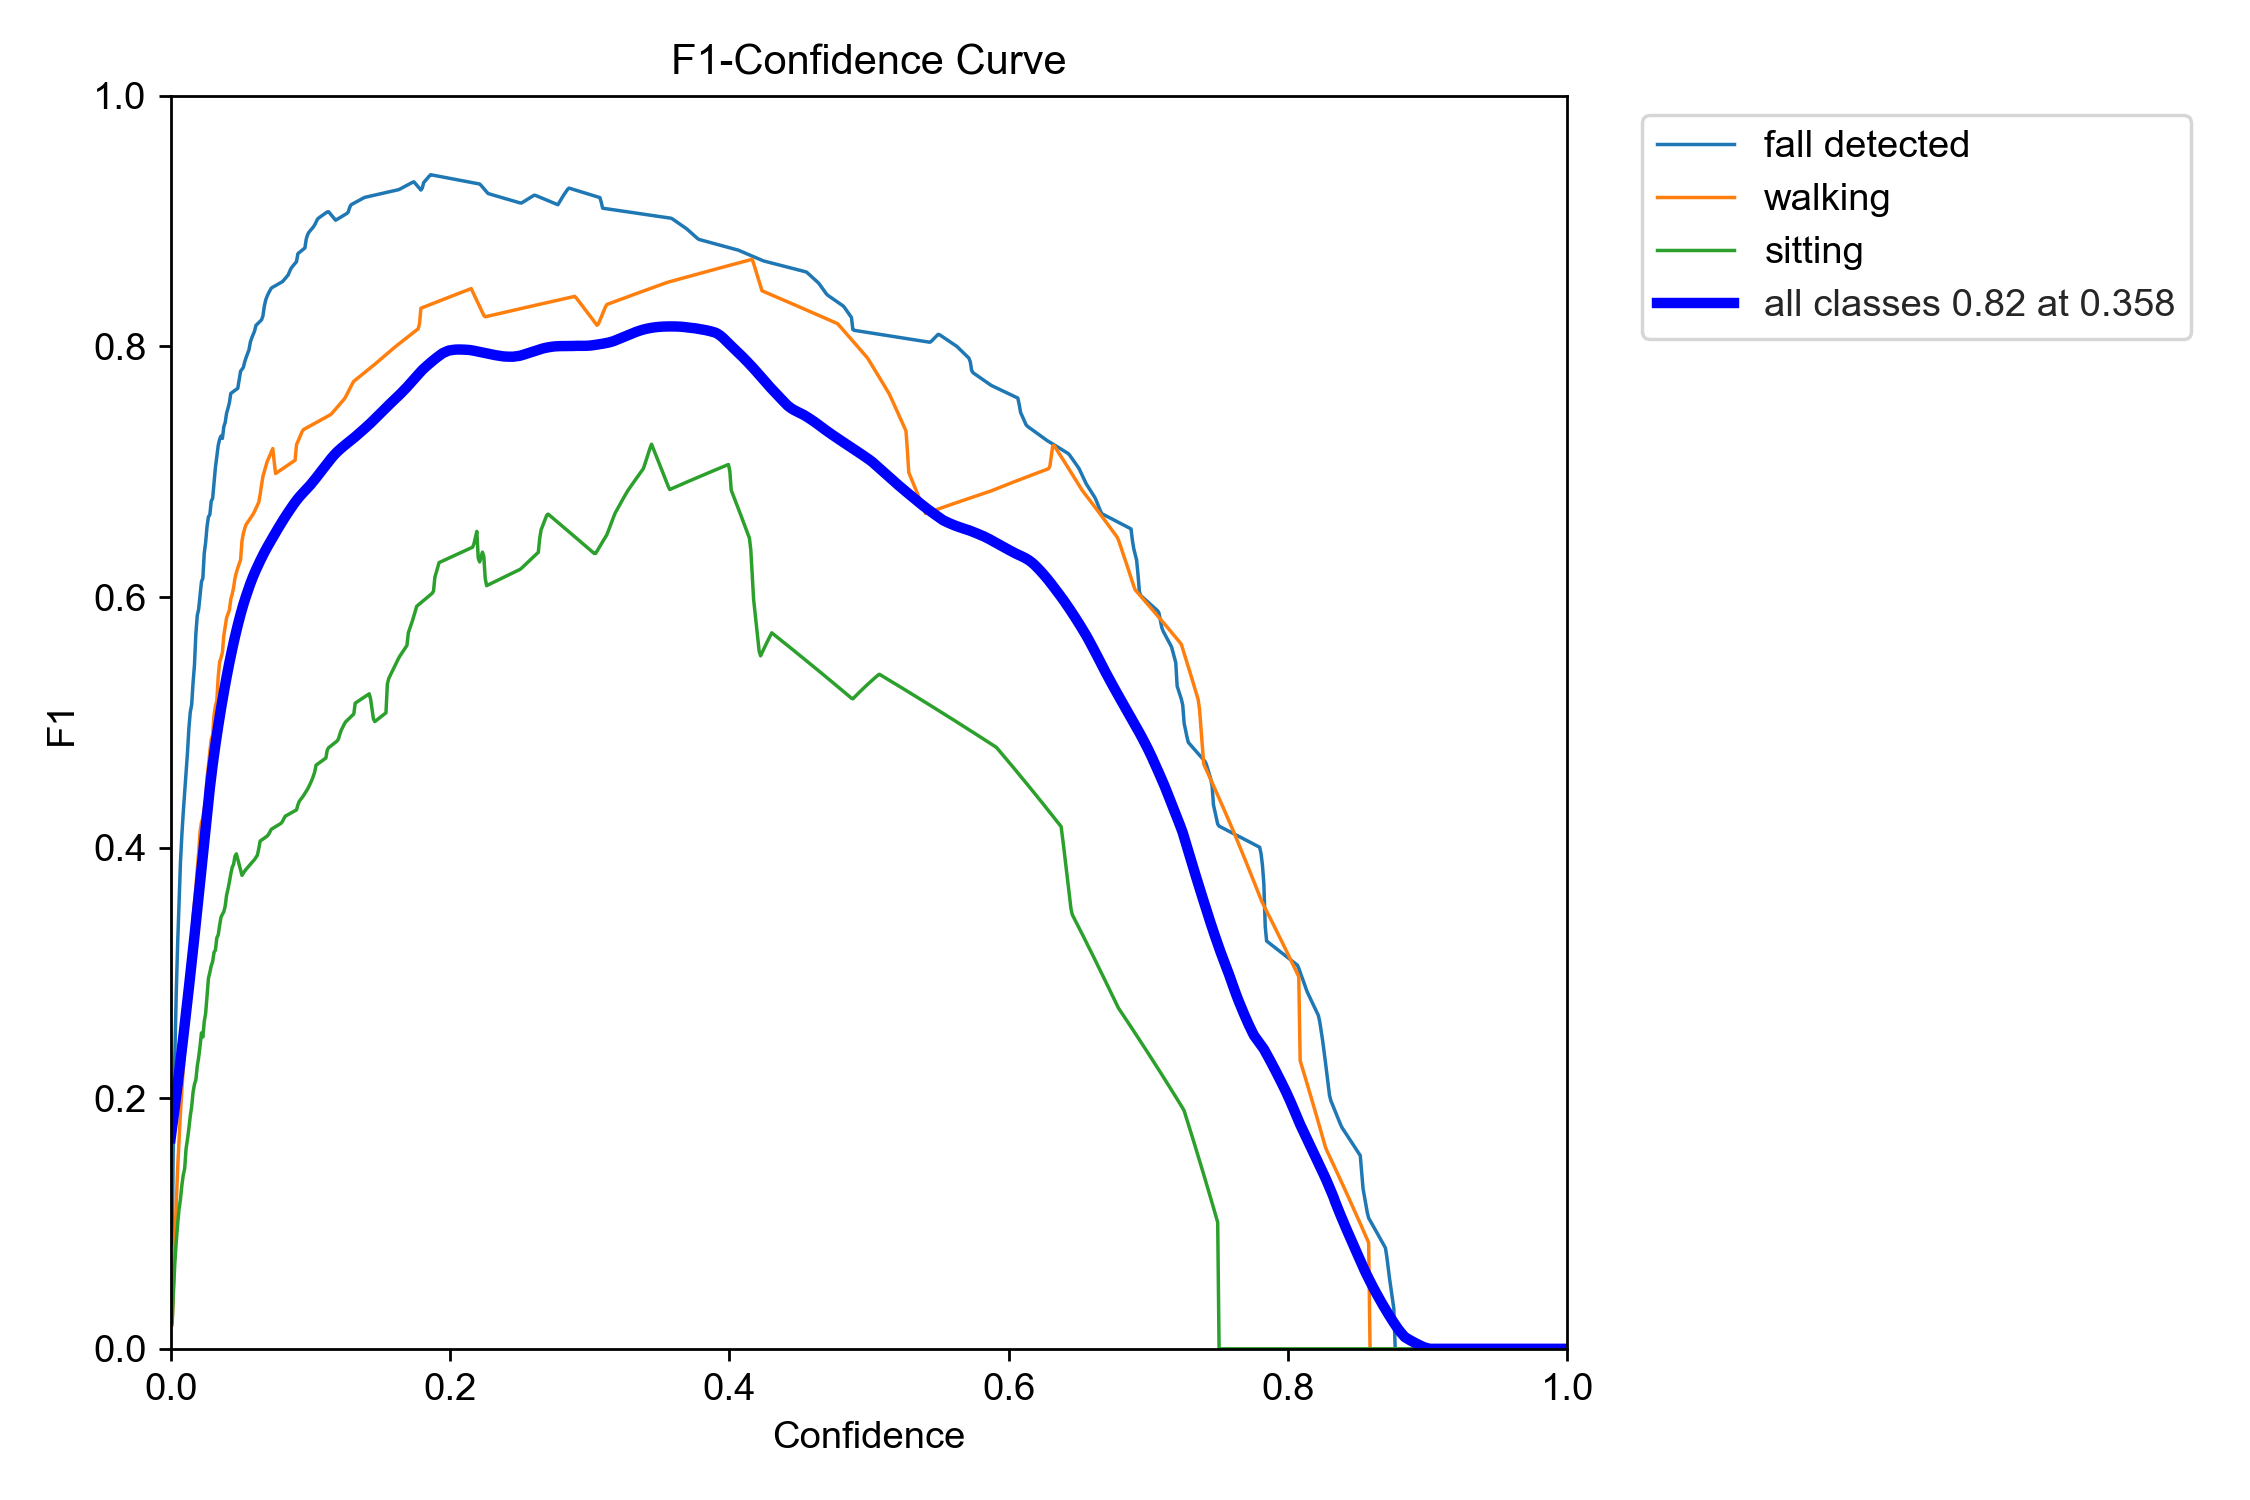 F1-Confidence Curve
1.0
0.8
0.6
0.4
0.2
0.0
F1
0.0 0.2 0.4 0.6 0.8 1.0
Confidence
fall detected
walking
sitting
all classes 0.82 at 0.358